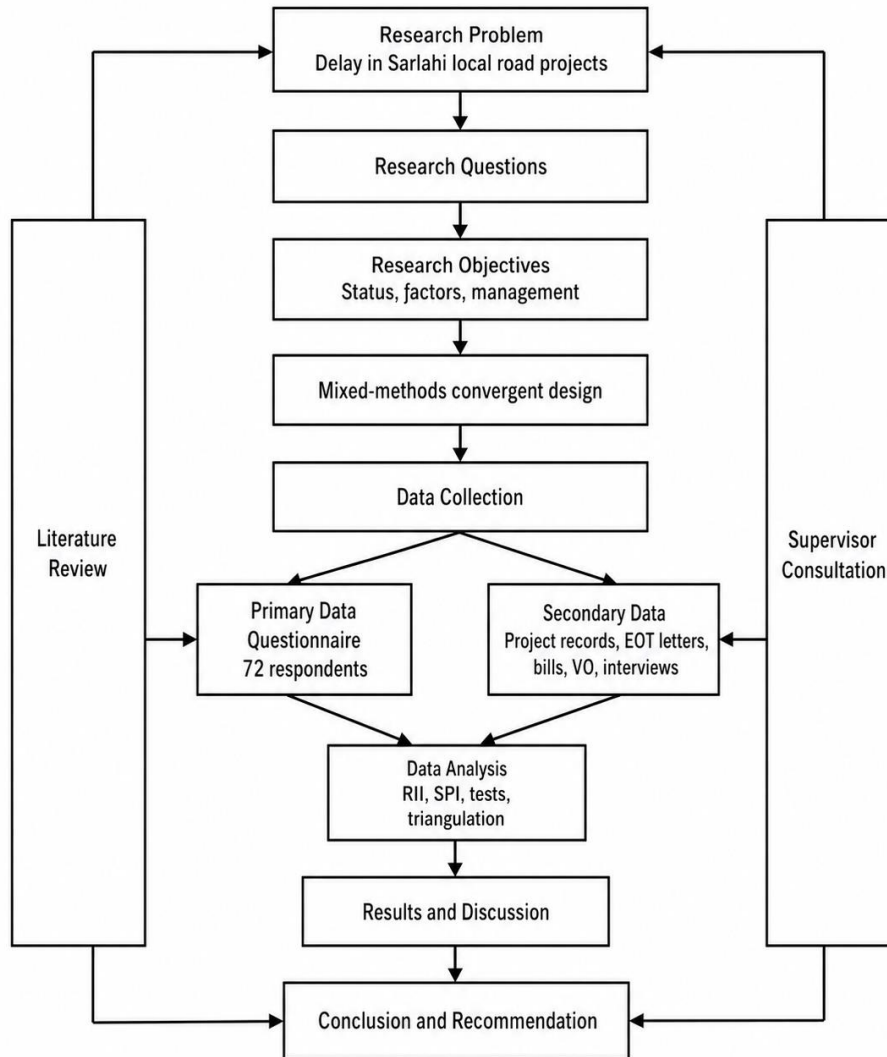 Research Problem
Delay in Sarlahi local road projects
Research Questions
Research Objectives
Status, factors, management
Mixed-methods convergent design
Data Collection
Literature
Review
Supervisor
Consultation
Primary Data
Questionnaire
72 respondents
Secondary Data
Project records, EOT letters,
bills, VO, interviews
Data Analysis
RII, SPI, tests,
triangulation
Results and Discussion
Conclusion and Recommendation